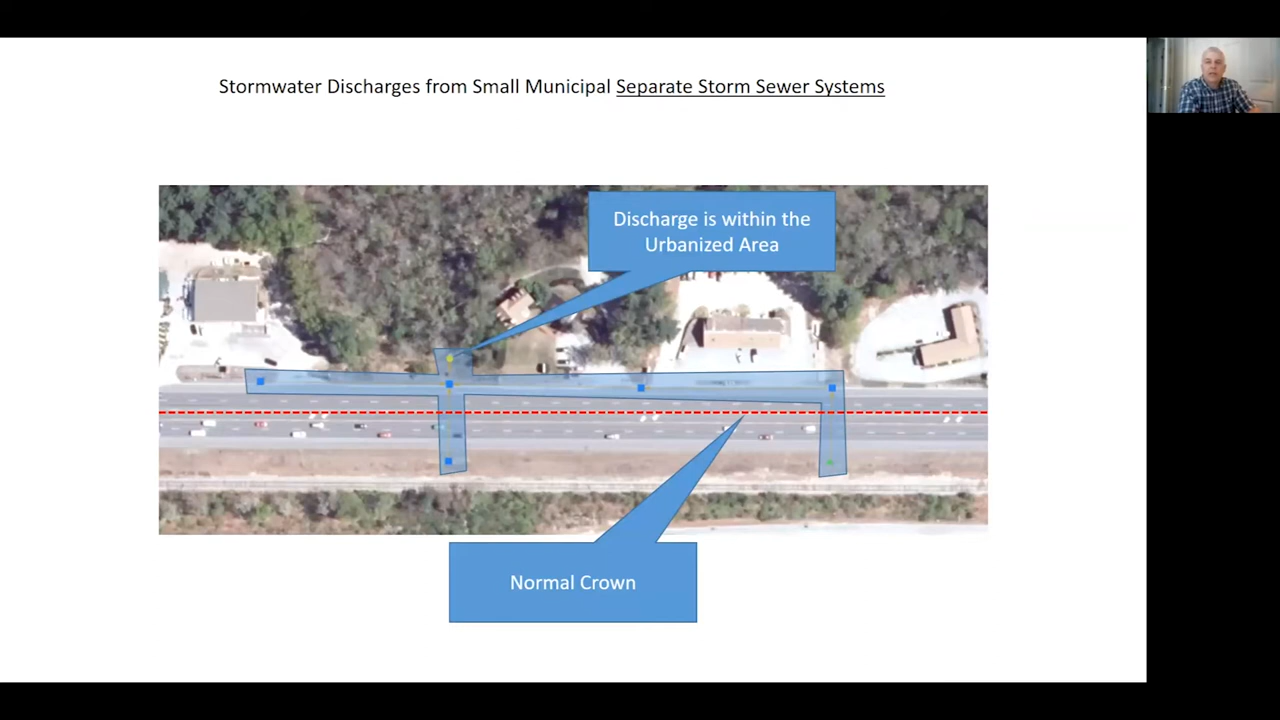 Stormwater Discharges from Small Municipal Separate Storm Sewer Systems
Discharge is within the
Urbanized Area
Normal Crown